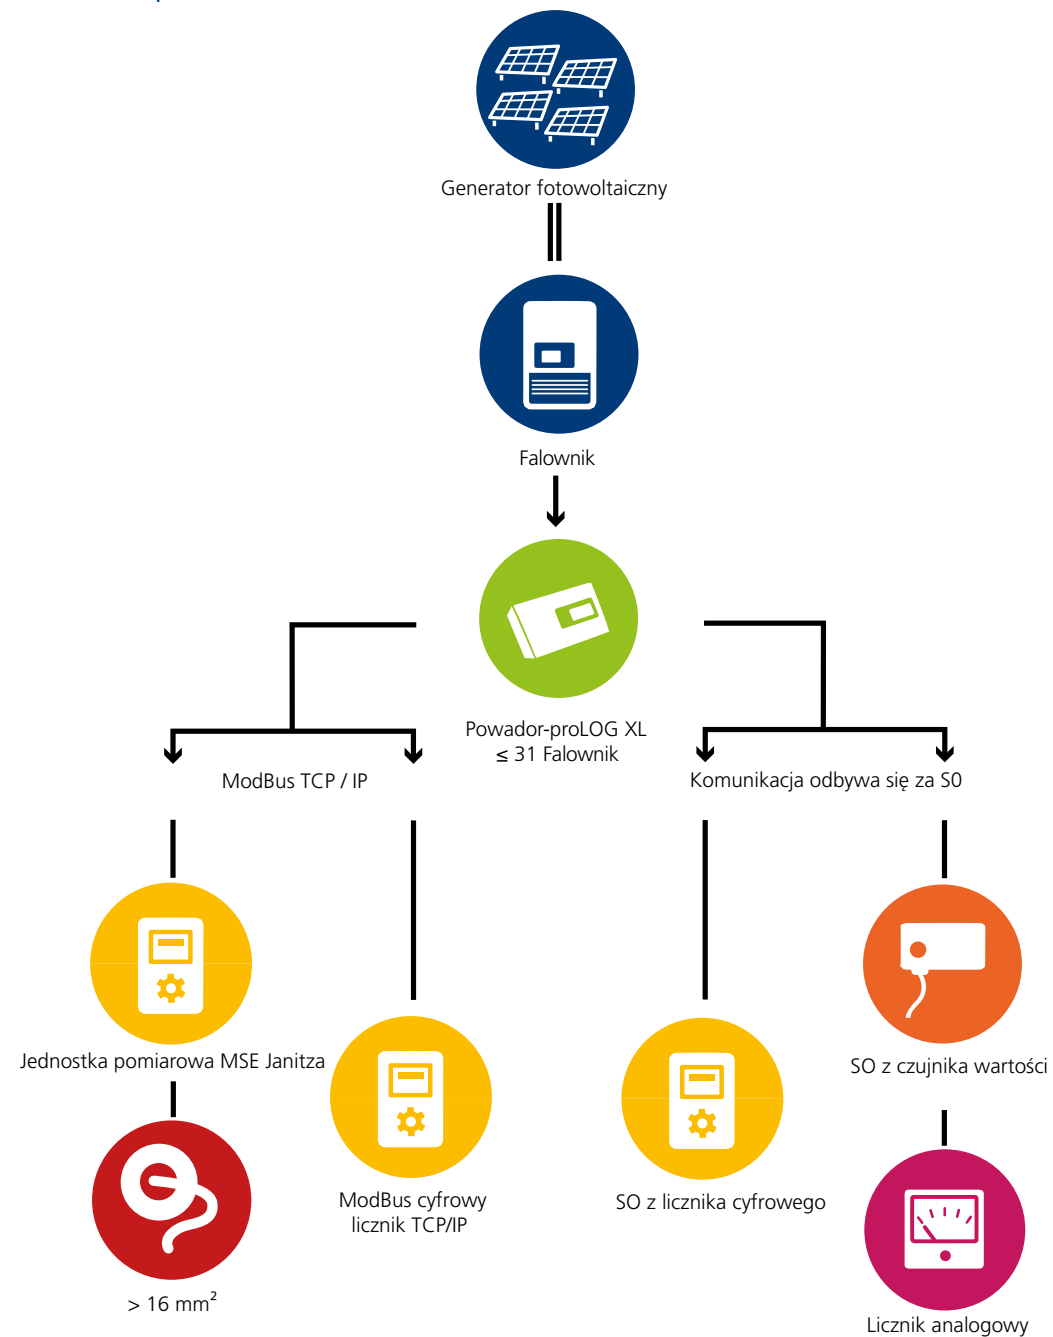 Generator fotowoltaiczny
Falownik
Powador-proLOG XL
≤ 31 Falownik
ModBus TCP / IP
Komunikacja odbywa się za S0
Jednostka pomiarowa MSE Janitza
SO z czujnika wartości
ModBus cyfrowy
licznik TCP/IP
SO z licznika cyfrowego
> 16 mm²
Licznik analogowy